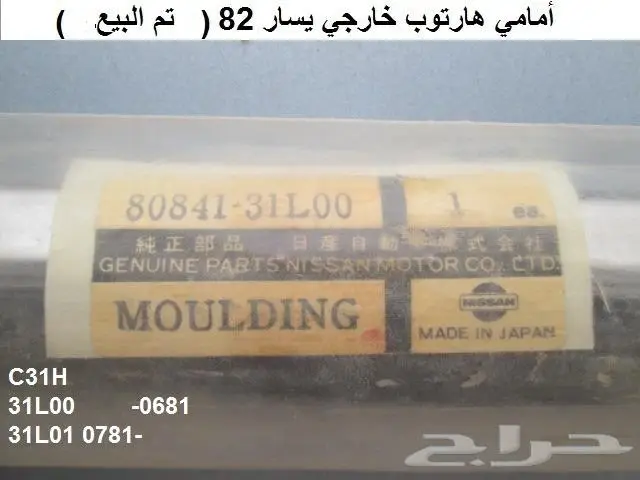 أمامي هارتوب خارجي يسار 82 ( تم البيع )
80841-31L00 1 ea.
純正部品 日産自動車株式会社
GENUINE PARTS NISSAN MOTOR CO., LTD.
MOULDING
NISSAN
MADE IN JAPAN
C31H
31L00 -0681
31L01 0781-
حراج